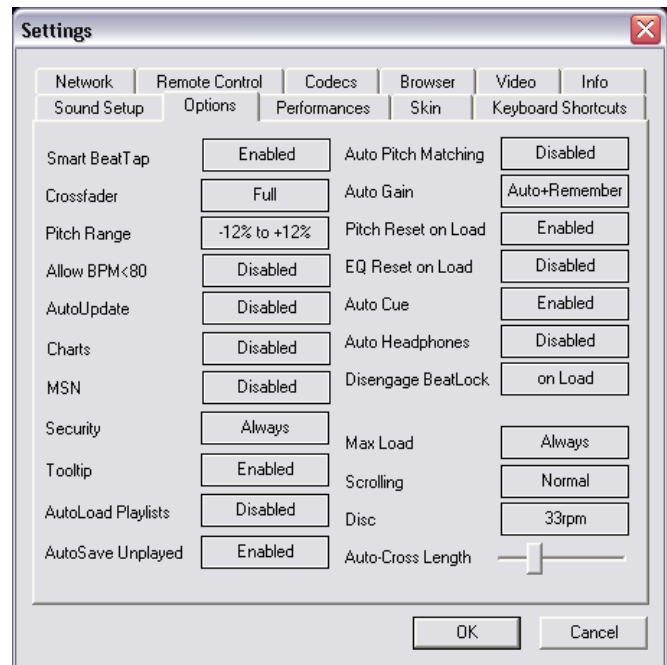 Settings
Network Remote Control Codecs Browser Video Info
Sound Setup Options Performances Skin Keyboard Shortcuts
Smart BeatTap Enabled
Crossfader Full
Pitch Range -12% to +12%
Allow BPM<80 Disabled
AutoUpdate Disabled
Charts Disabled
MSN Disabled
Security Always
Tooltip Enabled
AutoLoad Playlists Disabled
AutoSave Unplayed Enabled
Auto Pitch Matching Disabled
Auto Gain Auto+Remember
Pitch Reset on Load Enabled
EQ Reset on Load Disabled
Auto Cue Enabled
Auto Headphones Disabled
Disengage BeatLock on Load
Max Load Always
Scrolling Normal
Disc 33rpm
Auto-Cross Length
OK Cancel